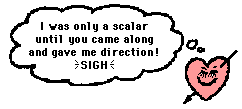 I was only a scalar
until you came along
and gave me direction!
>SIGH<